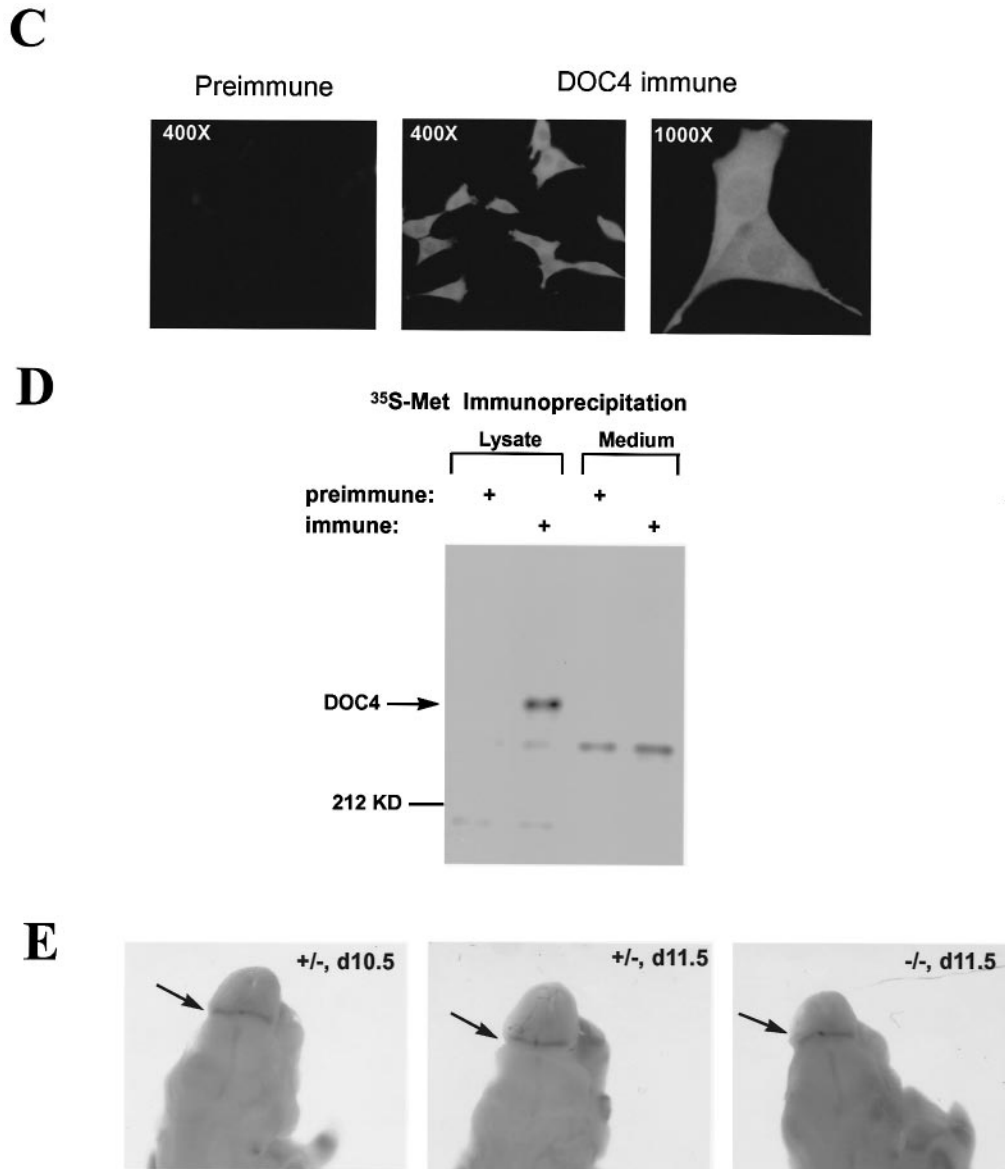 C
Preimmune DOC4 immune
400X 400X 1000X
D
³⁵S-Met Immunoprecipitation
Lysate Medium
preimmune: + +
immune: + +
DOC4
212 KD
E
+/-, d10.5 +/-, d11.5 -/-, d11.5